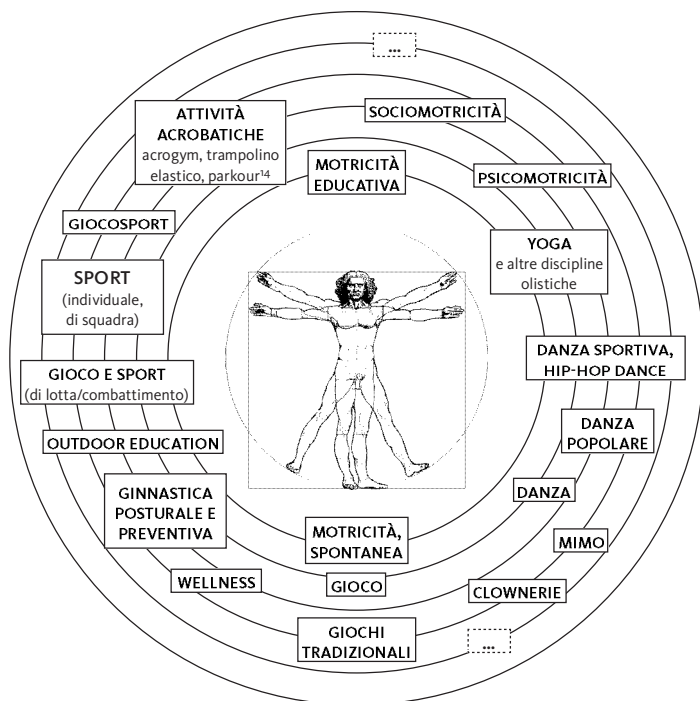 ...
ATTIVITÀ
ACROBATICHE
acrogym, trampolino
elastico, parkour¹⁴
SOCIOMOTRICITÀ
MOTRICITÀ
EDUCATIVA
PSICOMOTRICITÀ
GIOCOSPORT
YOGA
e altre discipline
olistiche
SPORT
(individuale,
di squadra)
DANZA SPORTIVA,
HIP-HOP DANCE
GIOCO E SPORT
(di lotta/combattimento)
DANZA
POPOLARE
OUTDOOR EDUCATION
GINNASTICA
POSTURALE E
PREVENTIVA
DANZA
MOTRICITÀ,
SPONTANEA
MIMO
WELLNESS
GIOCO
CLOWNERIE
GIOCHI
TRADIZIONALI
...